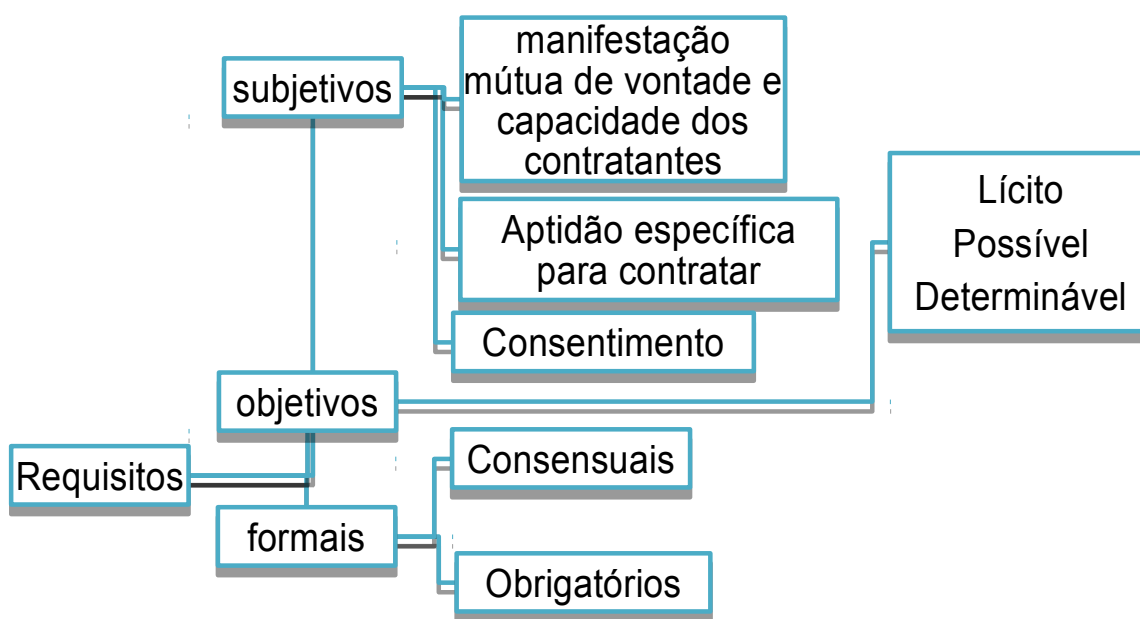 subjetivos
manifestação
mútua de vontade e
capacidade dos
contratantes
Aptidão específica
para contratar
Consentimento
Lícito
Possível
Determinável
objetivos
Requisitos
Consensuais
formais
Obrigatórios